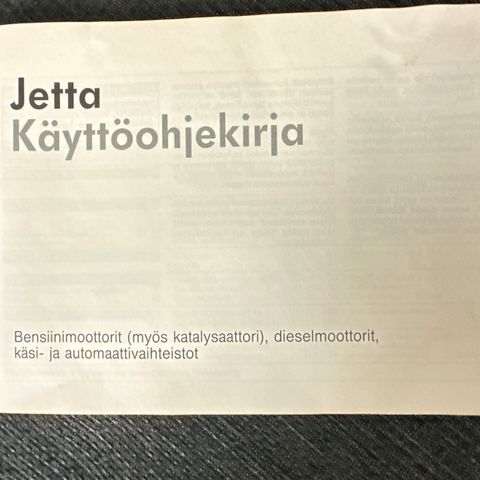 Jetta
Käyttöohjekirja
Bensiinimoottorit (myös katalysaattori), dieselmoottorit,
käsi- ja automaattivaihteistot